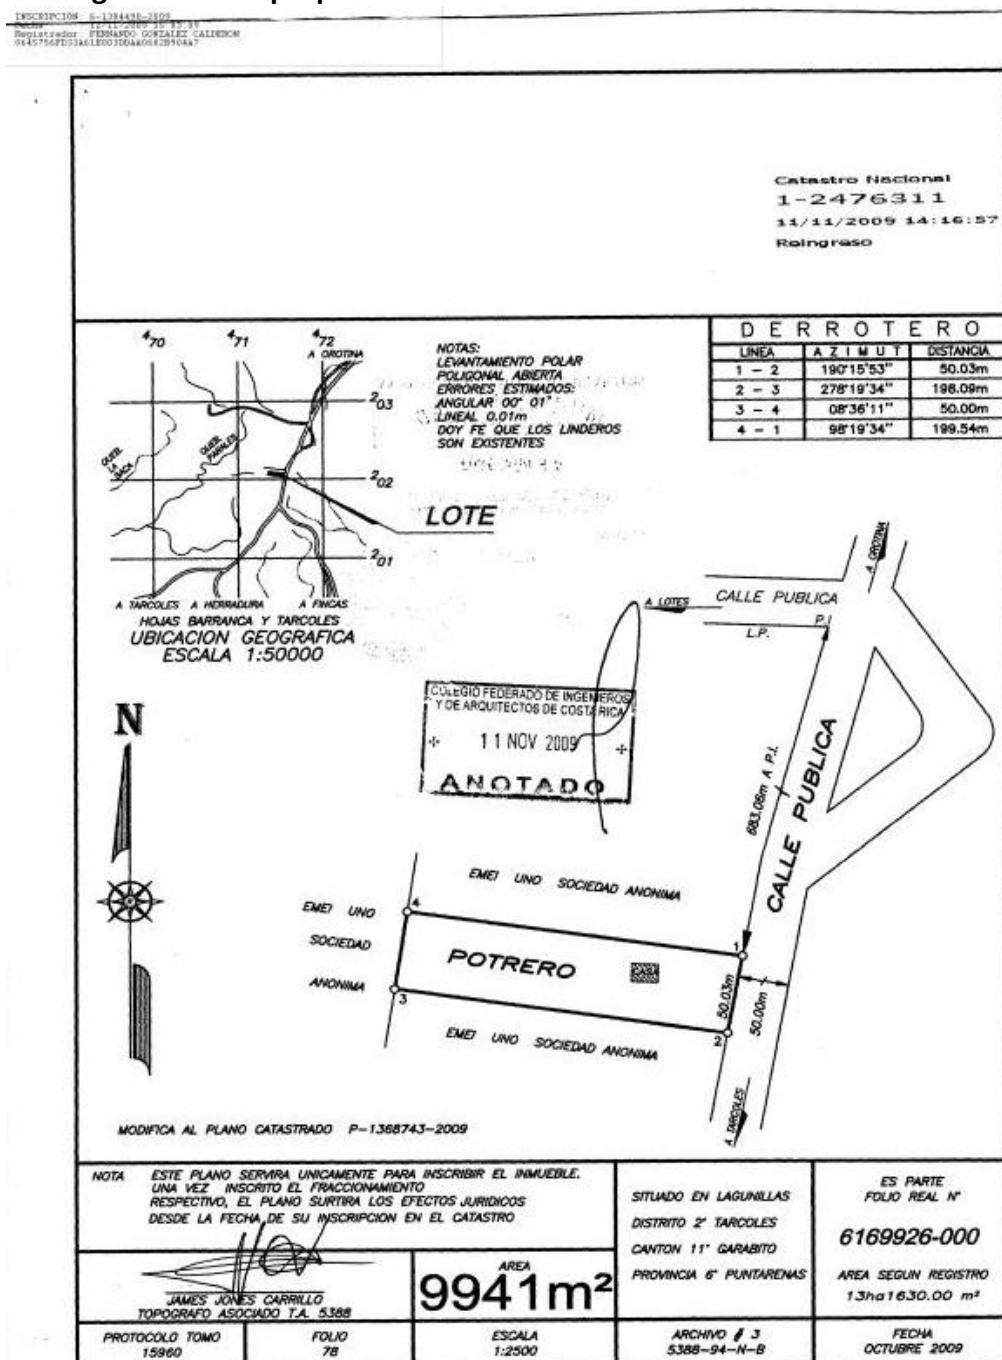 INSCRIPCIÓN: 6-1384490-2009
Registrador: FERNANDO GONZALEZ CALDERON
Catastro Nacional
1-2476311
11/11/2009 14:16:57
Reingreso
DERROTERO
LINEA AZIMUT DISTANCIA
1 - 2 190°15'53" 50.03m
2 - 3 278°19'34" 198.09m
3 - 4 08°36'11" 50.00m
4 - 1 98°19'34" 199.54m
470 471 472
A OROTINA
203
202
201
QUEB. PARALES
LOTE
A TARCOLES A HERRADURA A FINCAS
HOJAS BARRANCA Y TARCOLES
UBICACION GEOGRAFICA
ESCALA 1:50000
NOTAS:
LEVANTAMIENTO POLAR
POLIGONAL ABIERTA
ERRORES ESTIMADOS:
ANGULAR 00° 01'
LINEAL 0.01m
DOY FE QUE LOS LINDEROS
SON EXISTENTES
A OROTINA
A LOTES
CALLE PUBLICA
P.I
L.P.
COLEGIO FEDERADO DE INGENIEROS
Y DE ARQUITECTOS DE COSTA RICA
11 NOV 2009
ANOTADO
N
683.06m A P.I.
CALLE PUBLICA
EMEI UNO SOCIEDAD ANONIMA
EMEI UNO
SOCIEDAD
ANONIMA
4
1
POTRERO
CASA
3
2
50.03m
50.00m
EMEI UNO SOCIEDAD ANONIMA
A TARCOLES
MODIFICA AL PLANO CATASTRADO P-1368743-2009
NOTA ESTE PLANO SERVIRA UNICAMENTE PARA INSCRIBIR EL INMUEBLE.
UNA VEZ INSCRITO EL FRACCIONAMIENTO
RESPECTIVO, EL PLANO SURTIRA LOS EFECTOS JURIDICOS
DESDE LA FECHA DE SU INSCRIPCION EN EL CATASTRO
SITUADO EN LAGUNILLAS
DISTRITO 2° TARCOLES
CANTON 11° GARABITO
PROVINCIA 6° PUNTARENAS
ES PARTE
FOLIO REAL N°
6169926-000
AREA SEGUN REGISTRO
13ha1630.00 m²
JAMES JONES CARRILLO
TOPOGRAFO ASOCIADO T.A. 5388
AREA
9941m²
PROTOCOLO TOMO
15960
FOLIO
78
ESCALA
1:2500
ARCHIVO # 3
5388-94-N-B
FECHA
OCTUBRE 2009